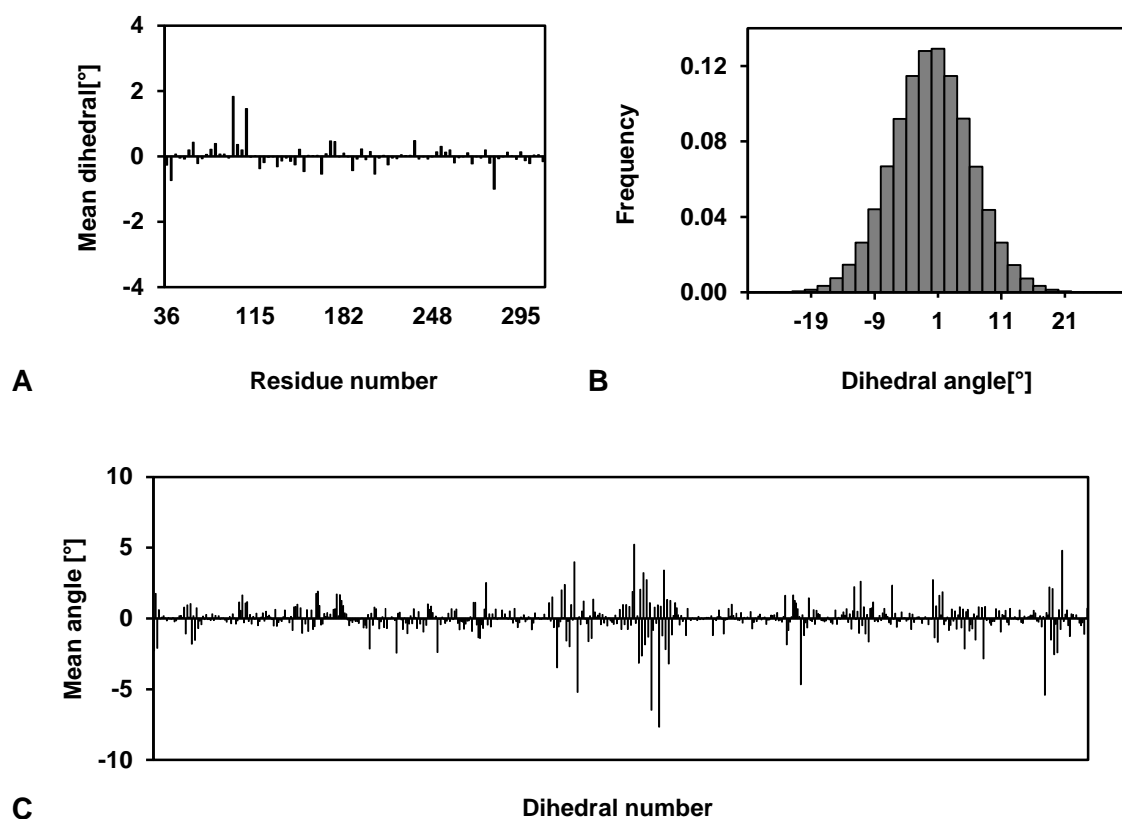 4
2
0
-2
-4
Mean dihedral[°]
36 115 182 248 295
Residue number
A
0.12
0.08
0.04
0.00
Frequency
-19 -9 1 11 21
Dihedral angle[°]
B
10
5
0
-5
-10
Mean angle [°]
Dihedral number
C